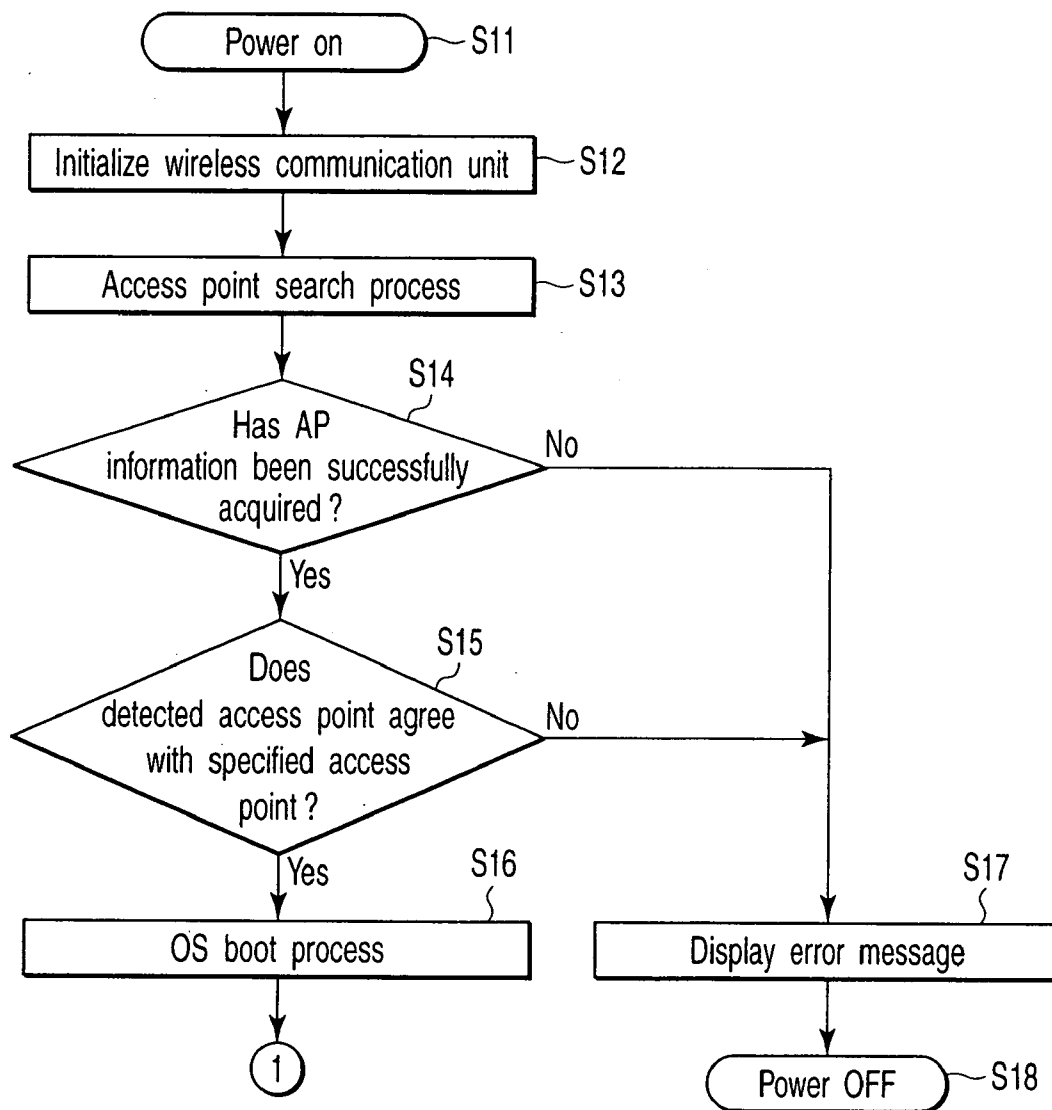 Power on
S11
Initialize wireless communication unit
S12
Access point search process
S13
S14
Has AP
information been successfully
acquired ?
No
Yes
S15
Does
detected access point agree
with specified access
point ?
No
Yes
S16
OS boot process
S17
Display error message
1
Power OFF
S18